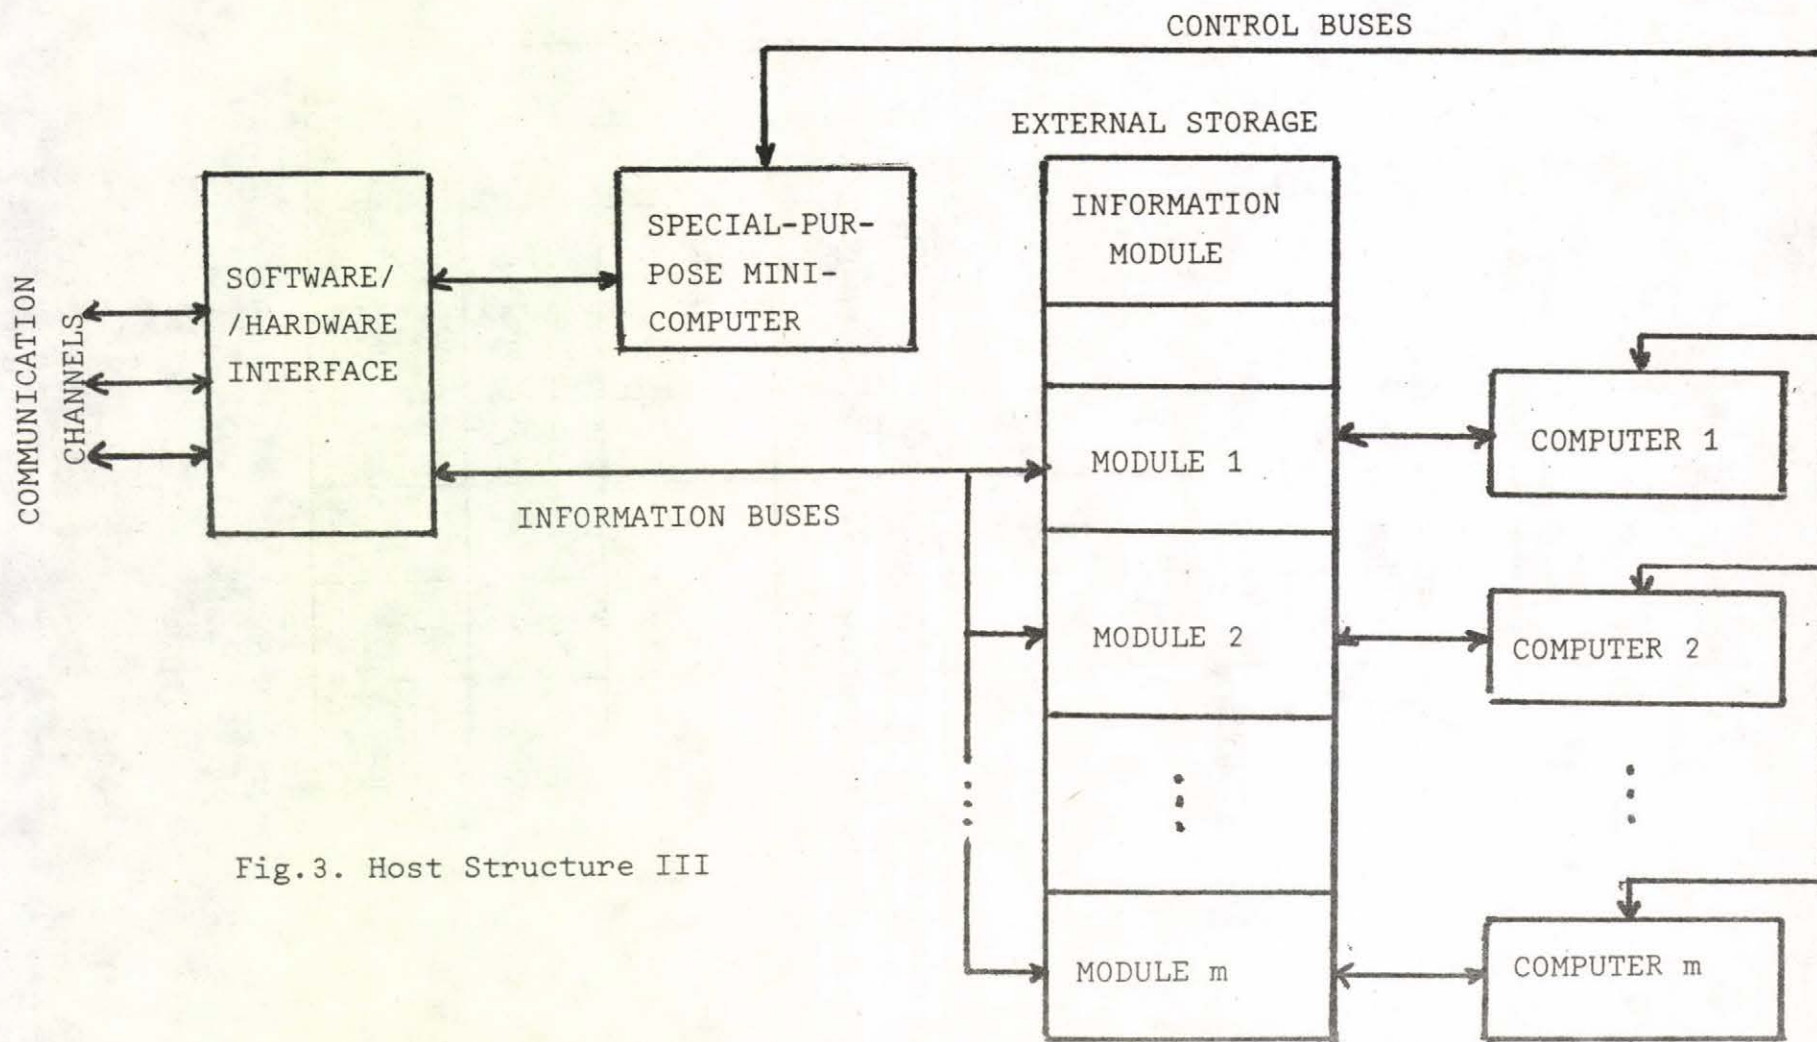 CONTROL BUSES
EXTERNAL STORAGE
COMMUNICATION
CHANNELS
SOFTWARE/
/HARDWARE
INTERFACE
SPECIAL-PUR-
POSE MINI-
COMPUTER
INFORMATION
MODULE
MODULE 1
COMPUTER 1
INFORMATION BUSES
MODULE 2
COMPUTER 2
MODULE m
COMPUTER m
Fig.3. Host Structure III